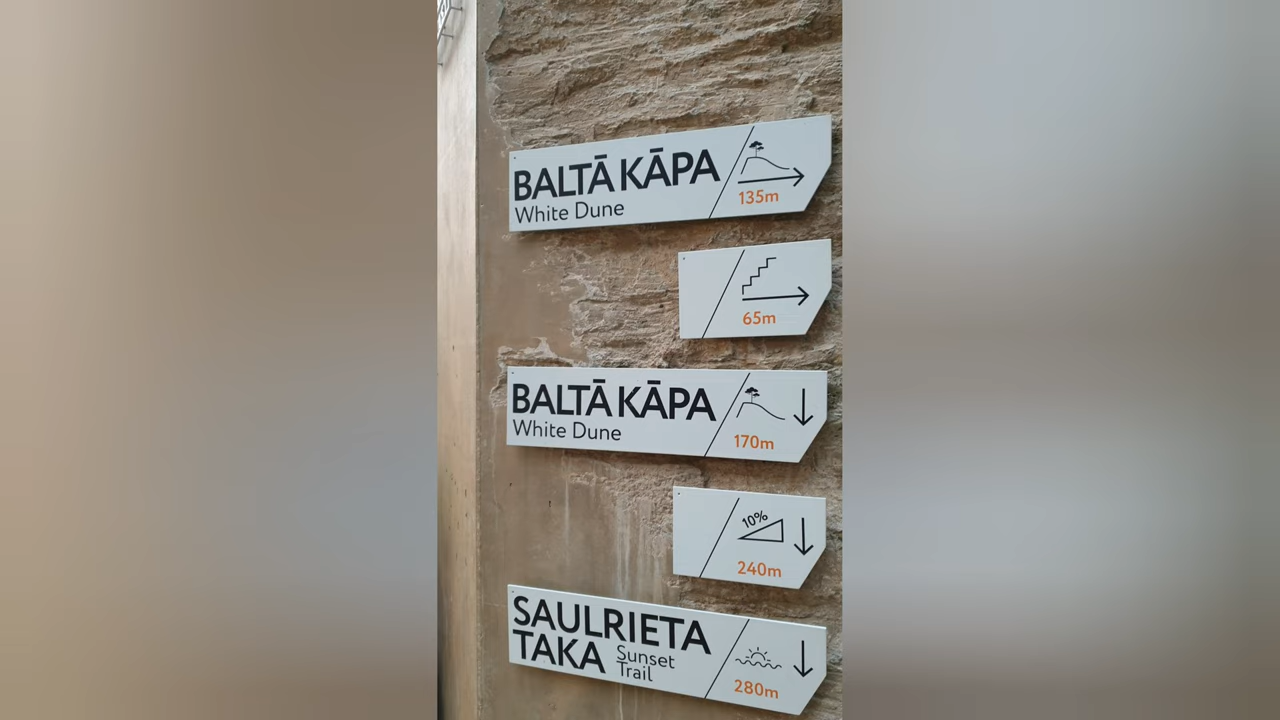 BALTĀ KĀPA
White Dune
135m
65m
BALTĀ KĀPA
White Dune
170m
10%
240m
SAULRIETA
TAKA Sunset
Trail
280m